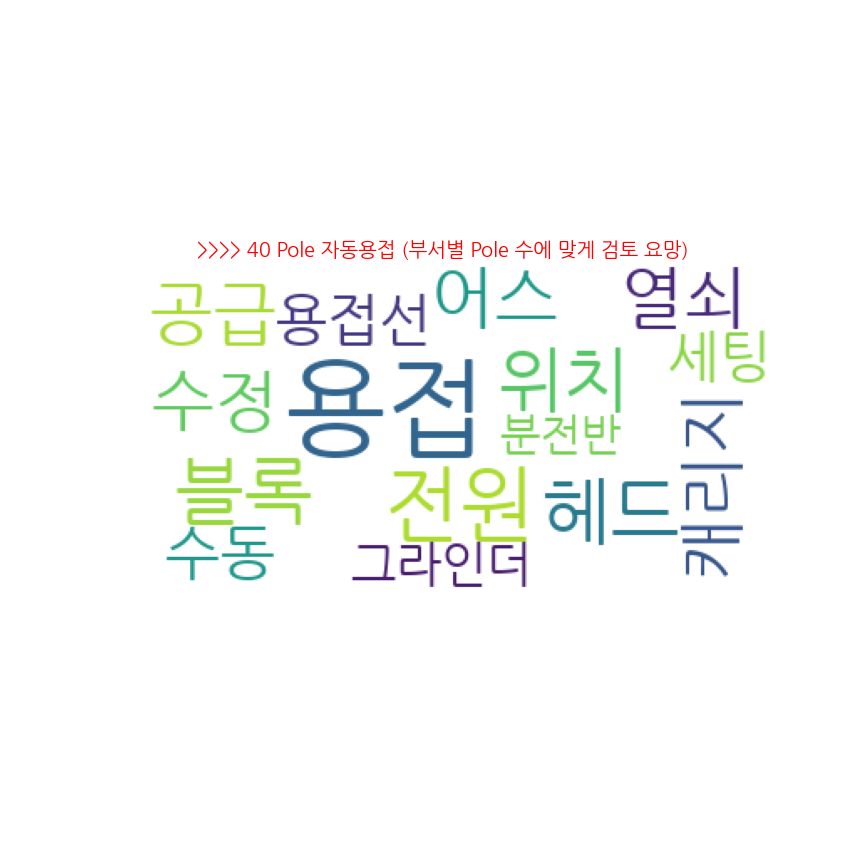 >>>> 40 Pole 자동용접 (부서별 Pole 수에 맞게 검토 요망)
공급
용접선
어스
열쇠
세팅
수정
용접
위치
분전반
캐리지
블록
전원
헤드
수동
그라인더